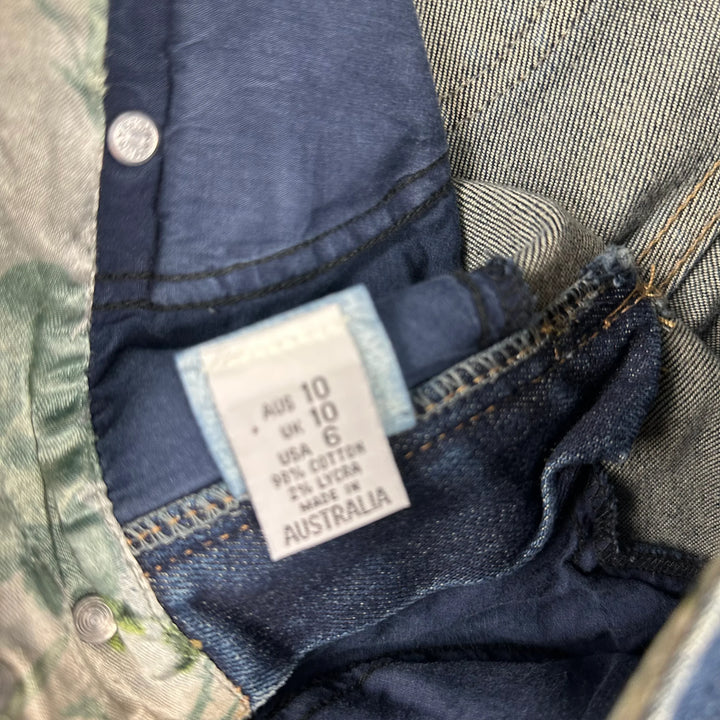 AUS 10
UK 10
USA 6
98% COTTON
2% LYCRA
MADE IN
AUSTRALIA